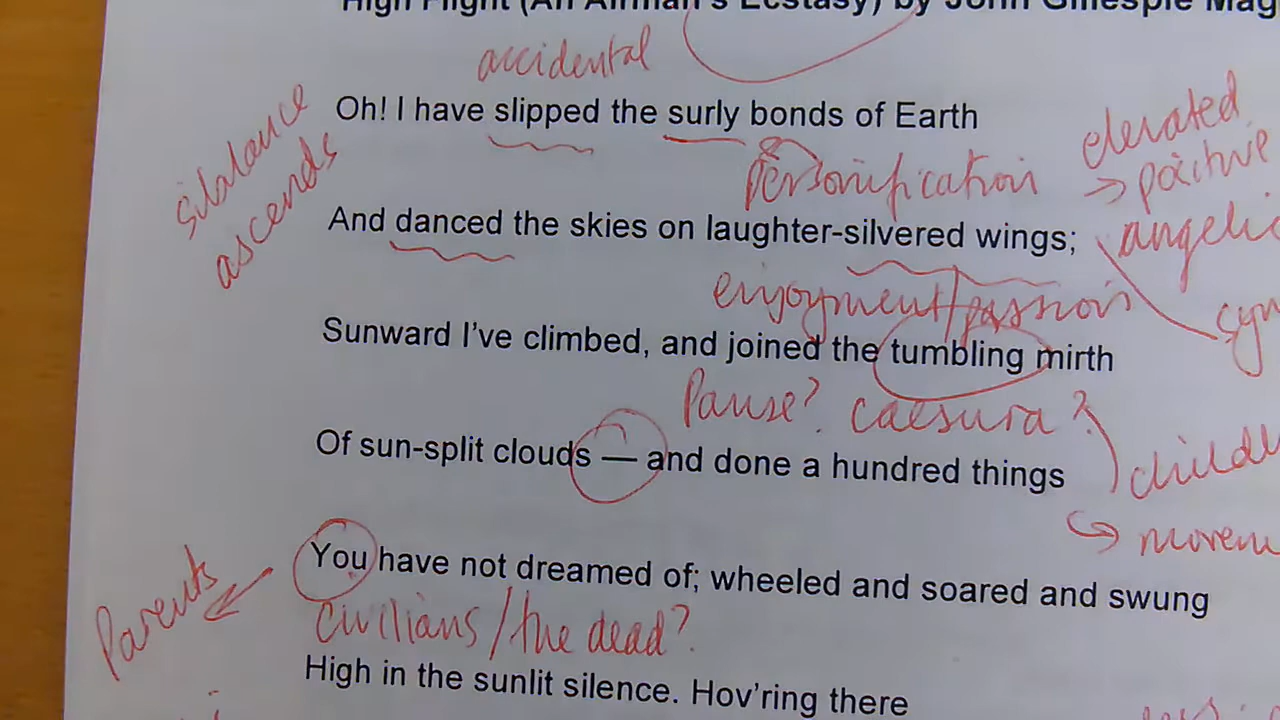 High Flight (An Airman's Ecstasy) by John Gillespie Mag
accidental
Oh! I have slipped the surly bonds of Earth
sibilance
ascends
elevated
→ positive
personification
And danced the skies on laughter-silvered wings;
angelic
enjoyment/passion
Sunward I've climbed, and joined the tumbling mirth
Pause? caesura?
Of sun-split clouds — and done a hundred things
You have not dreamed of; wheeled and soared and swung
Parents
civilians/the dead?
High in the sunlit silence. Hov'ring there